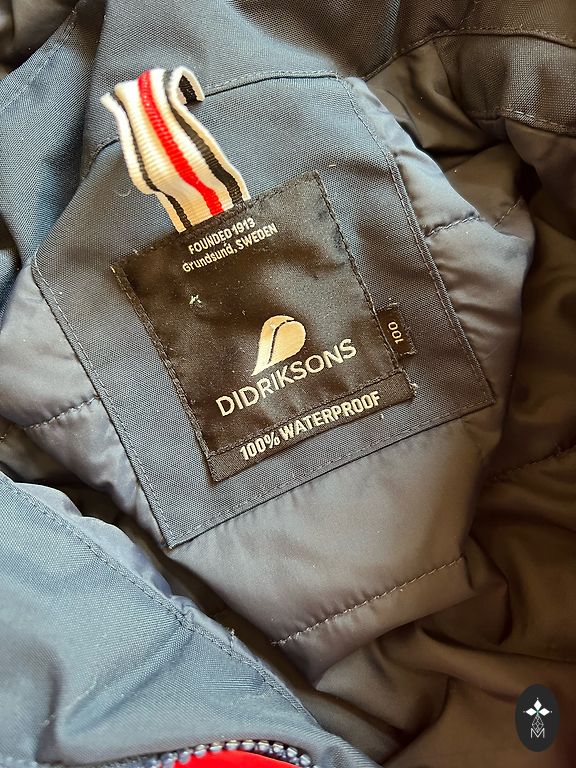 FOUNDED 1913
Grundsund, SWEDEN
DIDRIKSONS
100
100% WATERPROOF